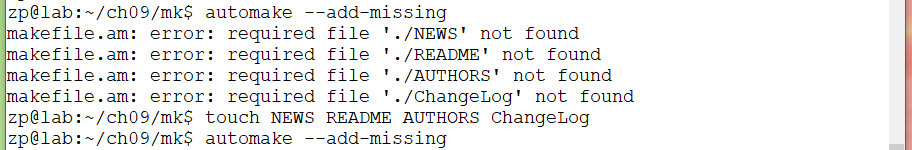 zp@lab:~/ch09/mk$ automake --add-missing
makefile.am: error: required file './NEWS' not found
makefile.am: error: required file './README' not found
makefile.am: error: required file './AUTHORS' not found
makefile.am: error: required file './ChangeLog' not found
zp@lab:~/ch09/mk$ touch NEWS README AUTHORS ChangeLog
zp@lab:~/ch09/mk$ automake --add-missing